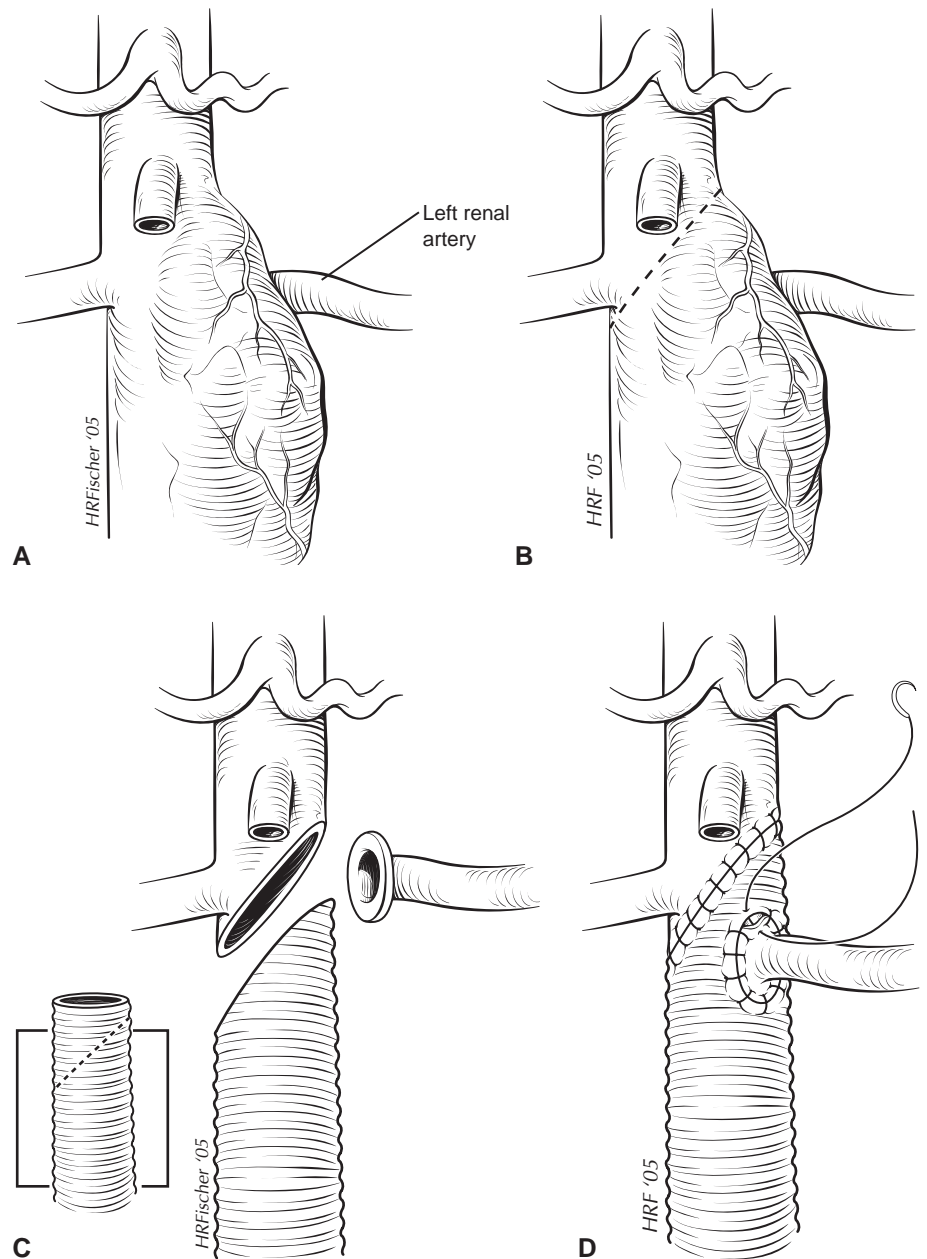 Left renal
artery
HRFischer '05
A
HRF '05
B
HRFischer '05
C
HRF '05
D